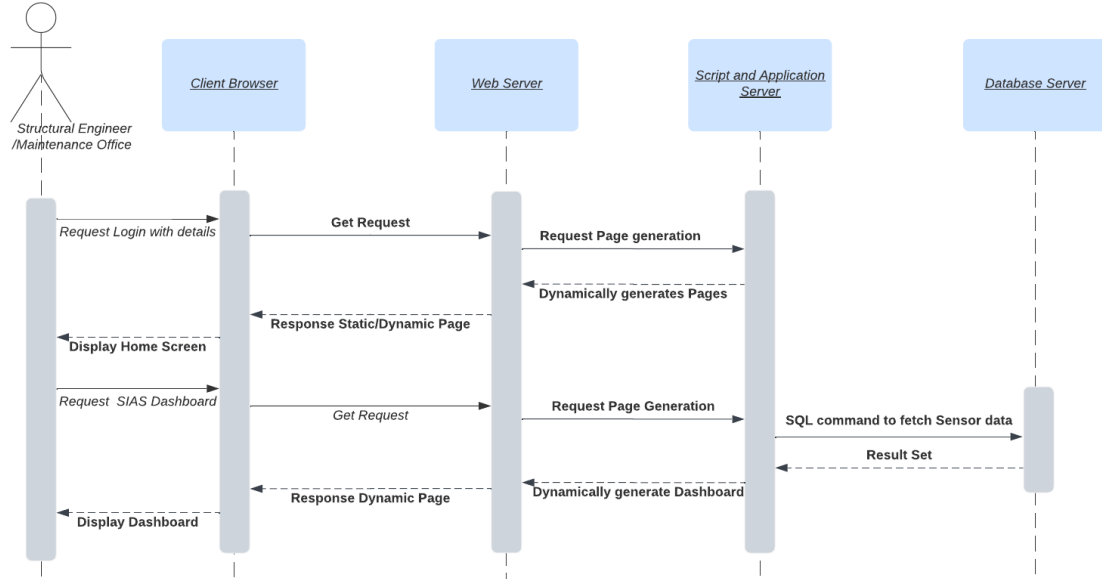 Structural Engineer
/Maintenance Office
Client Browser
Web Server
Script and Application
Server
Database Server
Request Login with details
Get Request
Request Page generation
Dynamically generates Pages
Response Static/Dynamic Page
Display Home Screen
Request SIAS Dashboard
Get Request
Request Page Generation
SQL command to fetch Sensor data
Result Set
Dynamically generate Dashboard
Response Dynamic Page
Display Dashboard